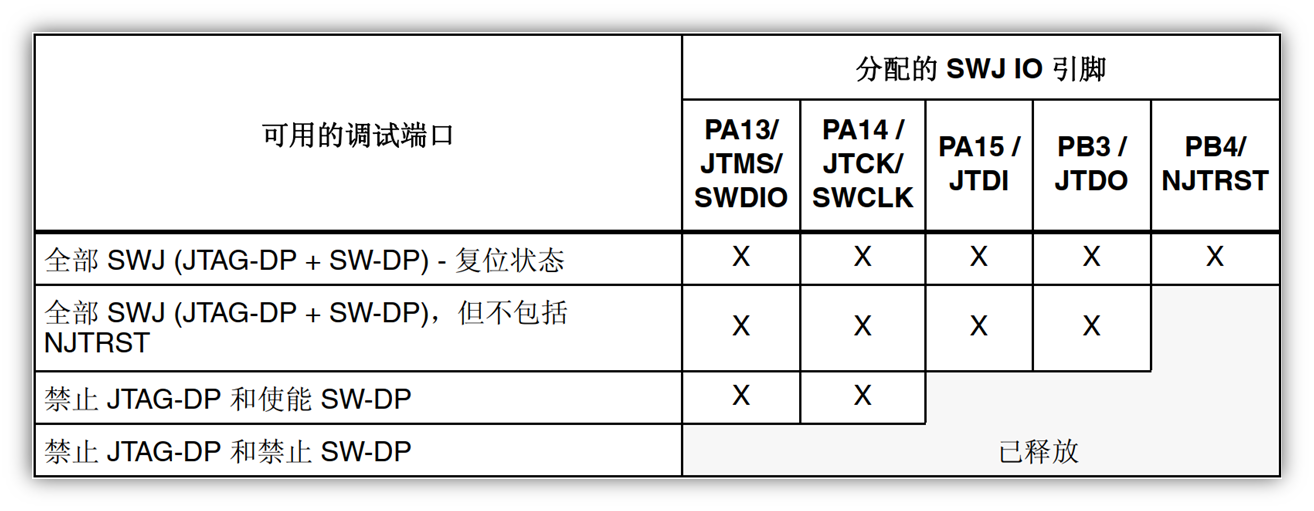 可用的调试端口
分配的 SWJ IO 引脚
PA13/
JTMS/
SWDIO
PA14 /
JTCK/
SWCLK
PA15 /
JTDI
PB3 /
JTDO
PB4/
NJTRST
全部 SWJ (JTAG-DP + SW-DP) - 复位状态
X X X X X
全部 SWJ (JTAG-DP + SW-DP)，但不包括
NJTRST
X X X X
禁止 JTAG-DP 和使能 SW-DP
X X
禁止 JTAG-DP 和禁止 SW-DP
已释放